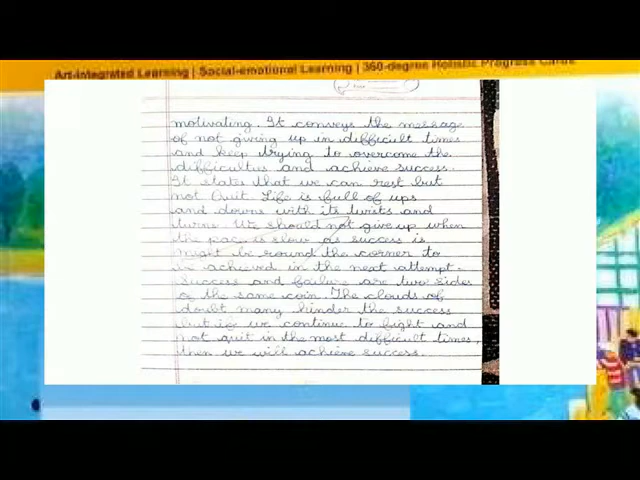 Art-Integrated Learning | Social-emotional Learning | 360-degree Holistic Progress Cards
motivating. It conveys the message
of not giving up in difficult times
and keep trying to overcome the
difficulties and achieve success.
It states that we can rest but
not Quit. Life is full of ups
and downs with its twists and
turns. We should not give up when
the pace is slow as success is
might be round the corner to
be achieved in the next attempt.
Success and failure are two sides
of the same coin. The clouds of
doubt many hinder the success
but if we continue to fight and
not quit in the most difficult times,
then we will achieve success.